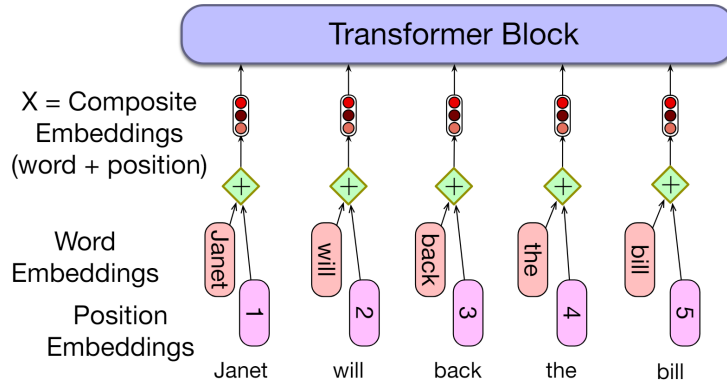 Transformer Block
X = Composite
Embeddings
(word + position)
+ + + + +
Word
Embeddings
Janet will back the bill
Position
Embeddings
1 2 3 4 5
Janet will back the bill